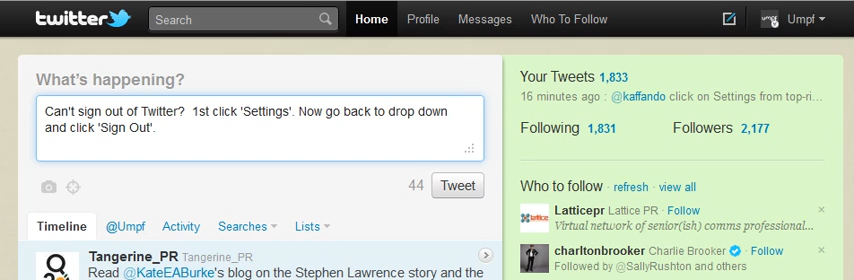 twitter Search Home Profile Messages Who To Follow Umpf
What's happening?
Can't sign out of Twitter?  1st click 'Settings'. Now go back to drop down
and click 'Sign Out'.
44 Tweet
Timeline @Umpf Activity Searches Lists
Tangerine_PR Tangerine_PR
Read @KateEABurke's blog on the Stephen Lawrence story and the
Your Tweets 1,833
16 minutes ago : @kaffando click on Settings from top-ri...
Following 1,831 Followers 2,177
Who to follow · refresh · view all
Latticepr Lattice PR · Follow
Virtual network of senior(ish) comms professional...
charltonbrooker Charlie Brooker · Follow
Followed by @SallyRushton and others